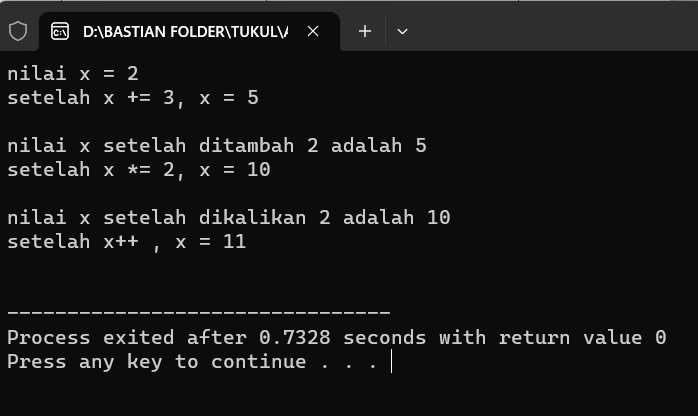 D:\BASTIAN FOLDER\TUKUL\
nilai x = 2
setelah x += 3, x = 5
nilai x setelah ditambah 2 adalah 5
setelah x *= 2, x = 10
nilai x setelah dikalikan 2 adalah 10
setelah x++ , x = 11
--------------------------------
Process exited after 0.7328 seconds with return value 0
Press any key to continue . . .